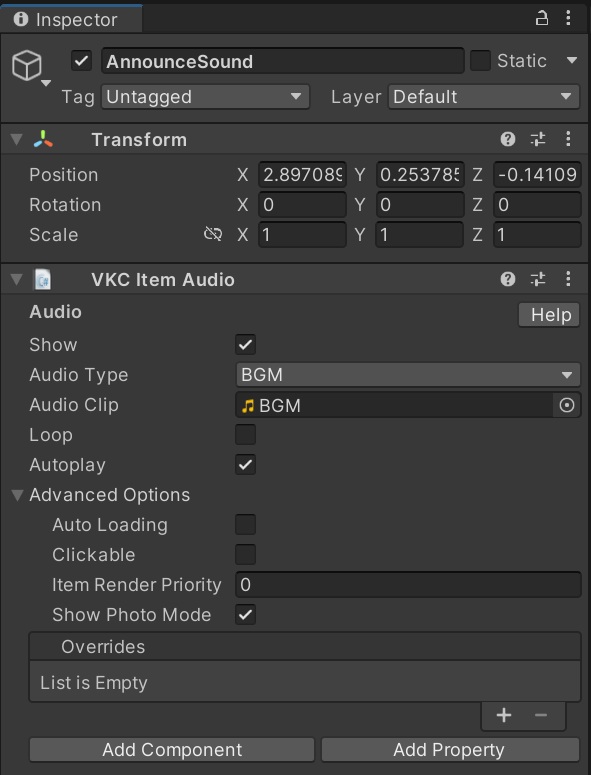 Inspector
AnnounceSound Static
Tag Untagged Layer Default
Transform
Position X 2.897089 Y 0.253785 Z -0.14109
Rotation X 0 Y 0 Z 0
Scale X 1 Y 1 Z 1
VKC Item Audio
Audio Help
Show
Audio Type BGM
Audio Clip BGM
Loop
Autoplay
Advanced Options
Auto Loading
Clickable
Item Render Priority 0
Show Photo Mode
Overrides
List is Empty
Add Component Add Property